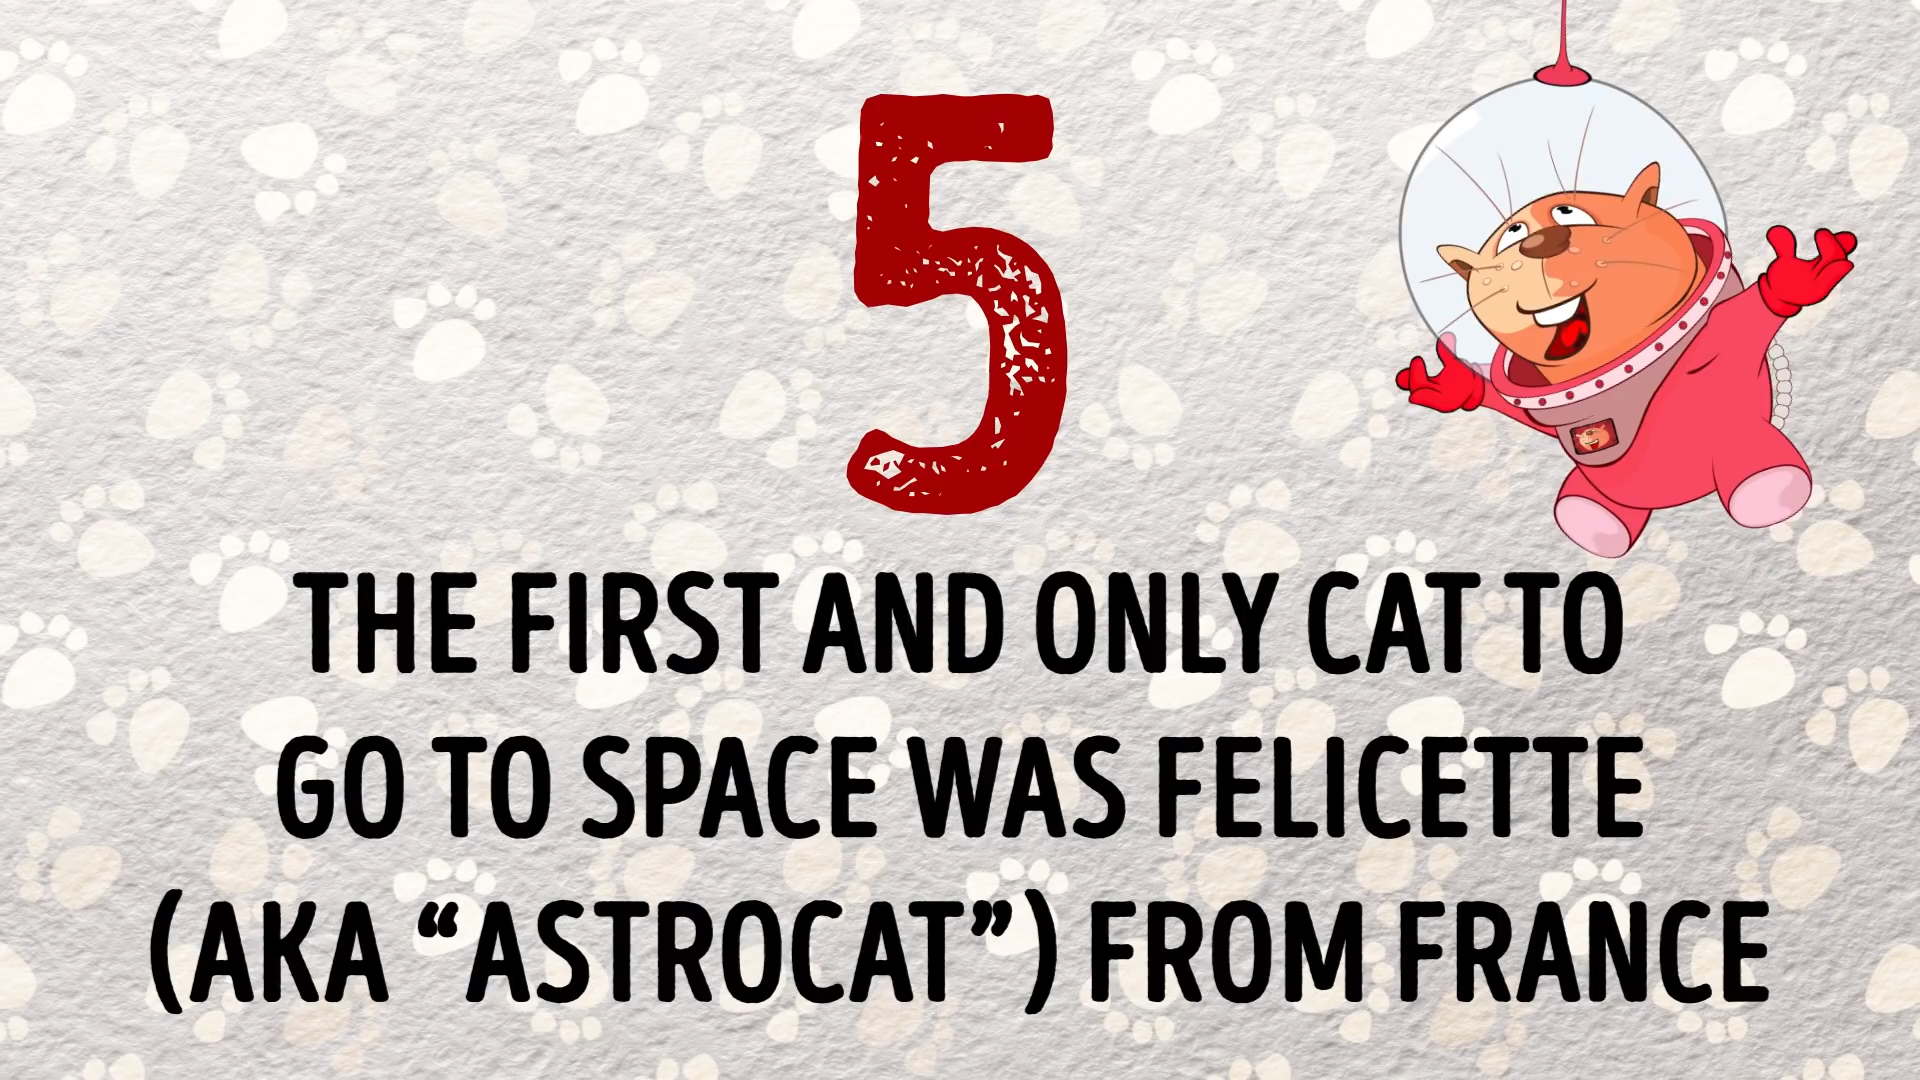 5
THE FIRST AND ONLY CAT TO
GO TO SPACE WAS FELICETTE
(AKA “ASTROCAT”) FROM FRANCE